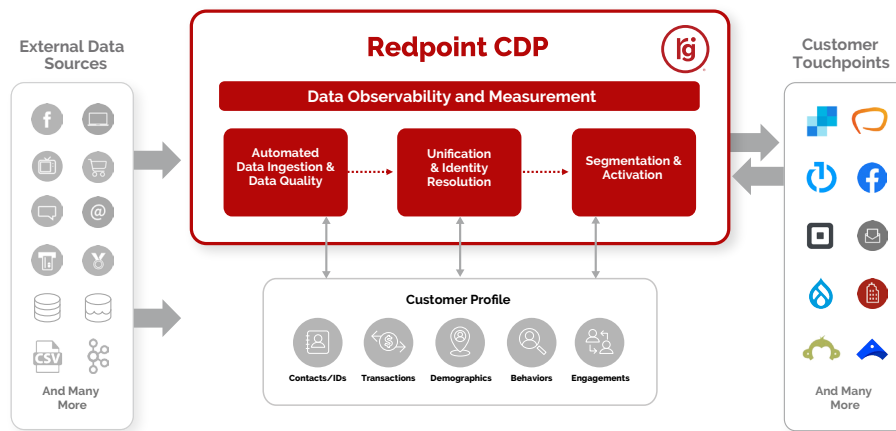 External Data
Sources
And Many
More
Redpoint CDP
rg
Data Observability and Measurement
Automated
Data Ingestion &
Data Quality
Unification
& Identity
Resolution
Segmentation &
Activation
Customer Profile
Contacts/IDs
Transactions
Demographics
Behaviors
Engagements
Customer
Touchpoints
And Many
More
f
@
CSV
$
f